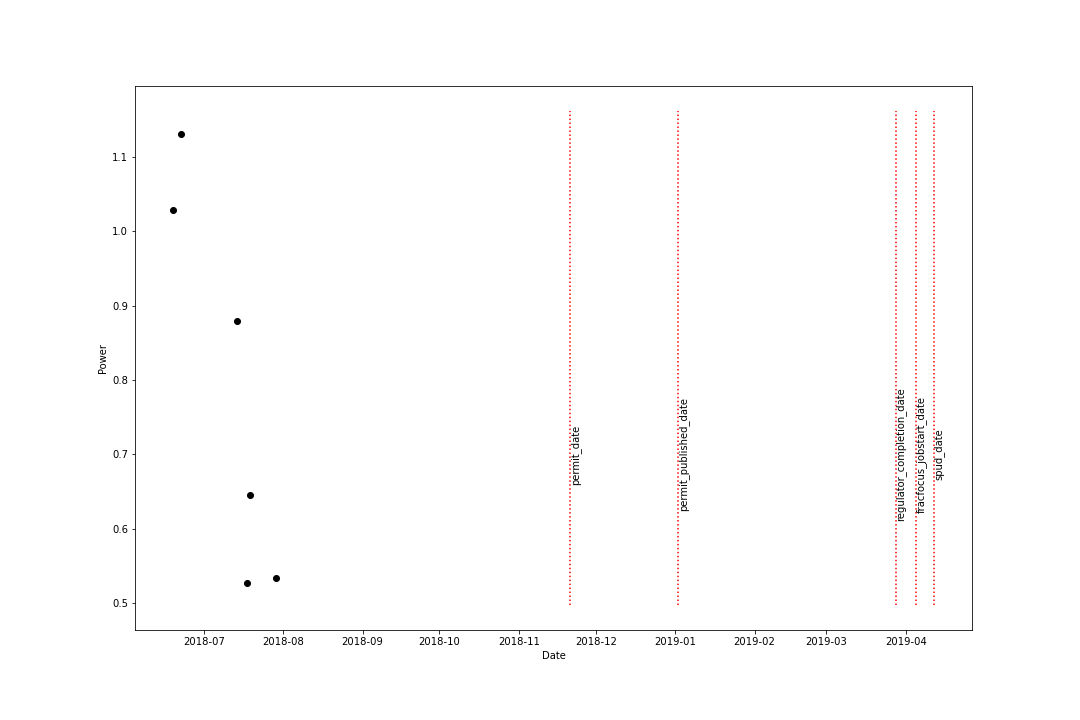 1.1
1.0
0.9
0.8
0.7
0.6
0.5
Power
permit_date
permit_published_date
regulator_completion_date
fracfocus_jobstart_date
spud_date
2018-07 2018-08 2018-09 2018-10 2018-11 2018-12 2019-01 2019-02 2019-03 2019-04
Date